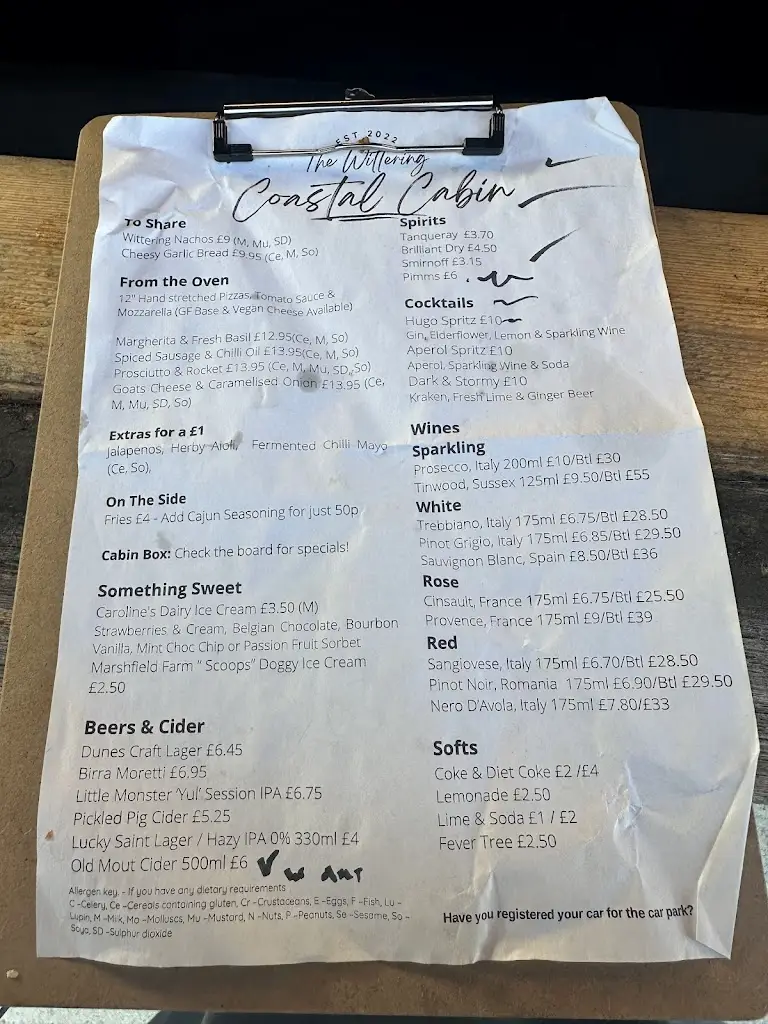 EST 2022
The Wittering
Coastal Cabin
To Share
Wittering Nachos £9 (M, Mu, SD)
Cheesy Garlic Bread £9.95 (Ce, M, So)
From the Oven
12" Hand stretched Pizzas, Tomato Sauce &
Mozzarella (GF Base & Vegan Cheese Available)
Margherita & Fresh Basil £12.95(Ce, M, So)
Spiced Sausage & Chilli Oil £13.95(Ce, M, So)
Prosciutto & Rocket £13.95 (Ce, M, Mu, SD, So)
Goats Cheese & Caramelised Onion £13.95 (Ce,
M, Mu, SD, So)
Extras for a £1
Jalapenos, Herby Aioli, Fermented Chilli Mayo
(Ce, So),
On The Side
Fries £4 - Add Cajun Seasoning for just 50p
Cabin Box: Check the board for specials!
Something Sweet
Caroline's Dairy Ice Cream £3.50 (M)
Strawberries & Cream, Belgian Chocolate, Bourbon
Vanilla, Mint Choc Chip or Passion Fruit Sorbet
Marshfield Farm " Scoops" Doggy Ice Cream
£2.50
Beers & Cider
Dunes Craft Lager £6.45
Birra Moretti £6.95
Little Monster 'Yul' Session IPA £6.75
Pickled Pig Cider £5.25
Lucky Saint Lager / Hazy IPA 0% 330ml £4
Old Mout Cider 500ml £6
Allergen key. - If you have any dietary requirements
C -Celery, Ce -Cereals containing gluten, Cr -Crustaceans, E -Eggs, F -Fish, Lu -
Lupin, M -Milk, Mo -Molluscs, Mu -Mustard, N -Nuts, P -Peanuts, Se -Sesame, So -
Soya, SD -Sulphur dioxide
Spirits
Tanqueray £3.70
Brilliant Dry £4.50
Smirnoff £3.15
Pimms £6
Cocktails
Hugo Spritz £10
Gin, Elderflower, Lemon & Sparkling Wine
Aperol Spritz £10
Aperol, Sparkling Wine & Soda
Dark & Stormy £10
Kraken, Fresh Lime & Ginger Beer
Wines
Sparkling
Prosecco, Italy 200ml £10/Btl £30
Tinwood, Sussex 125ml £9.50/Btl £55
White
Trebbiano, Italy 175ml £6.75/Btl £28.50
Pinot Grigio, Italy 175ml £6.85/Btl £29.50
Sauvignon Blanc, Spain £8.50/Btl £36
Rose
Cinsault, France 175ml £6.75/Btl £25.50
Provence, France 175ml £9/Btl £39
Red
Sangiovese, Italy 175ml £6.70/Btl £28.50
Pinot Noir, Romania 175ml £6.90/Btl £29.50
Nero D'Avola, Italy 175ml £7.80/£33
Softs
Coke & Diet Coke £2 /£4
Lemonade £2.50
Lime & Soda £1 / £2
Fever Tree £2.50
Have you registered your car for the car park?